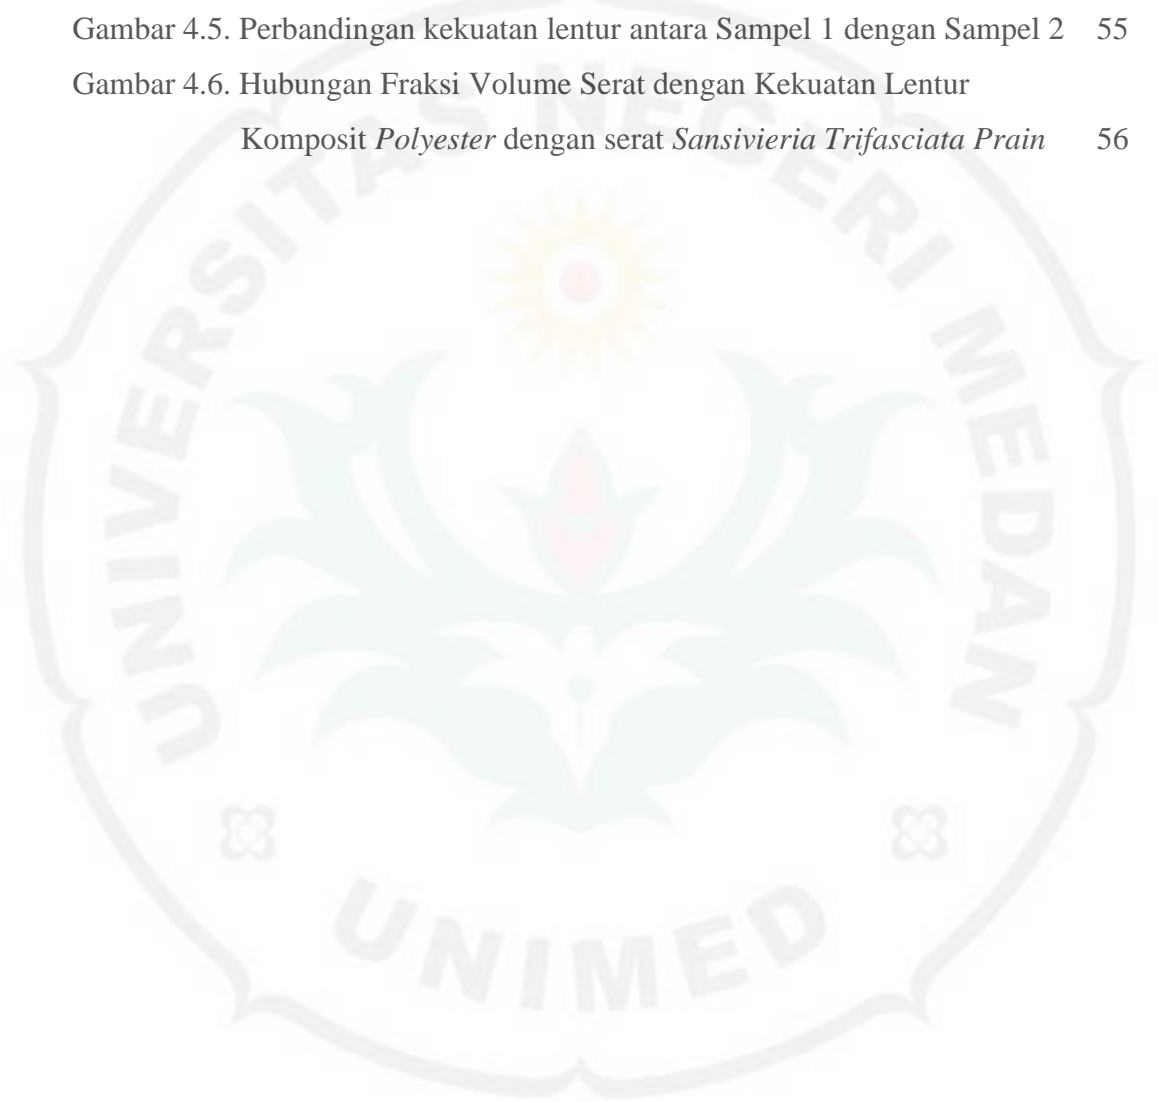 Gambar 4.5. Perbandingan kekuatan lentur antara Sampel 1 dengan Sampel 2 55
Gambar 4.6. Hubungan Fraksi Volume Serat dengan Kekuatan Lentur
Komposit Polyester dengan serat Sansivieria Trifasciata Prain 56
UNIVERSITAS NEGERI MEDAN
UNIMED